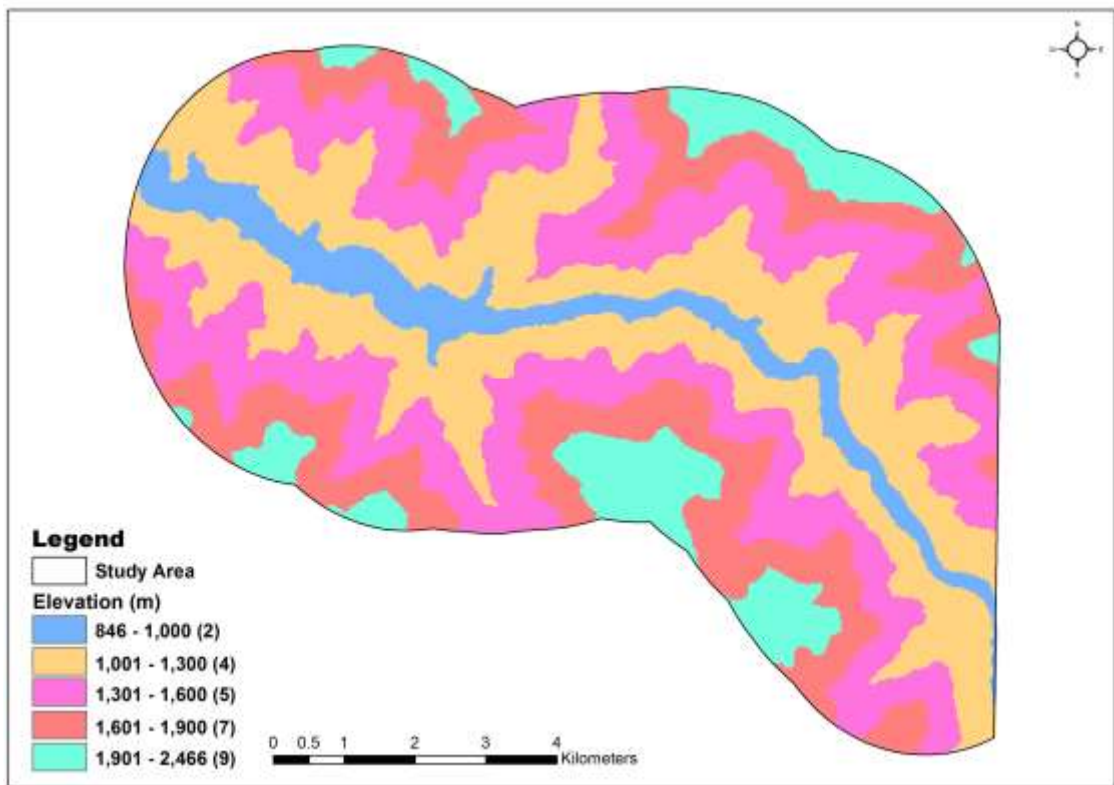 N
E
S
Legend
Study Area
Elevation (m)
846 - 1,000 (2)
1,001 - 1,300 (4)
1,301 - 1,600 (5)
1,601 - 1,900 (7)
1,901 - 2,466 (9)
0 0.5 1 2 3 4
Kilometers